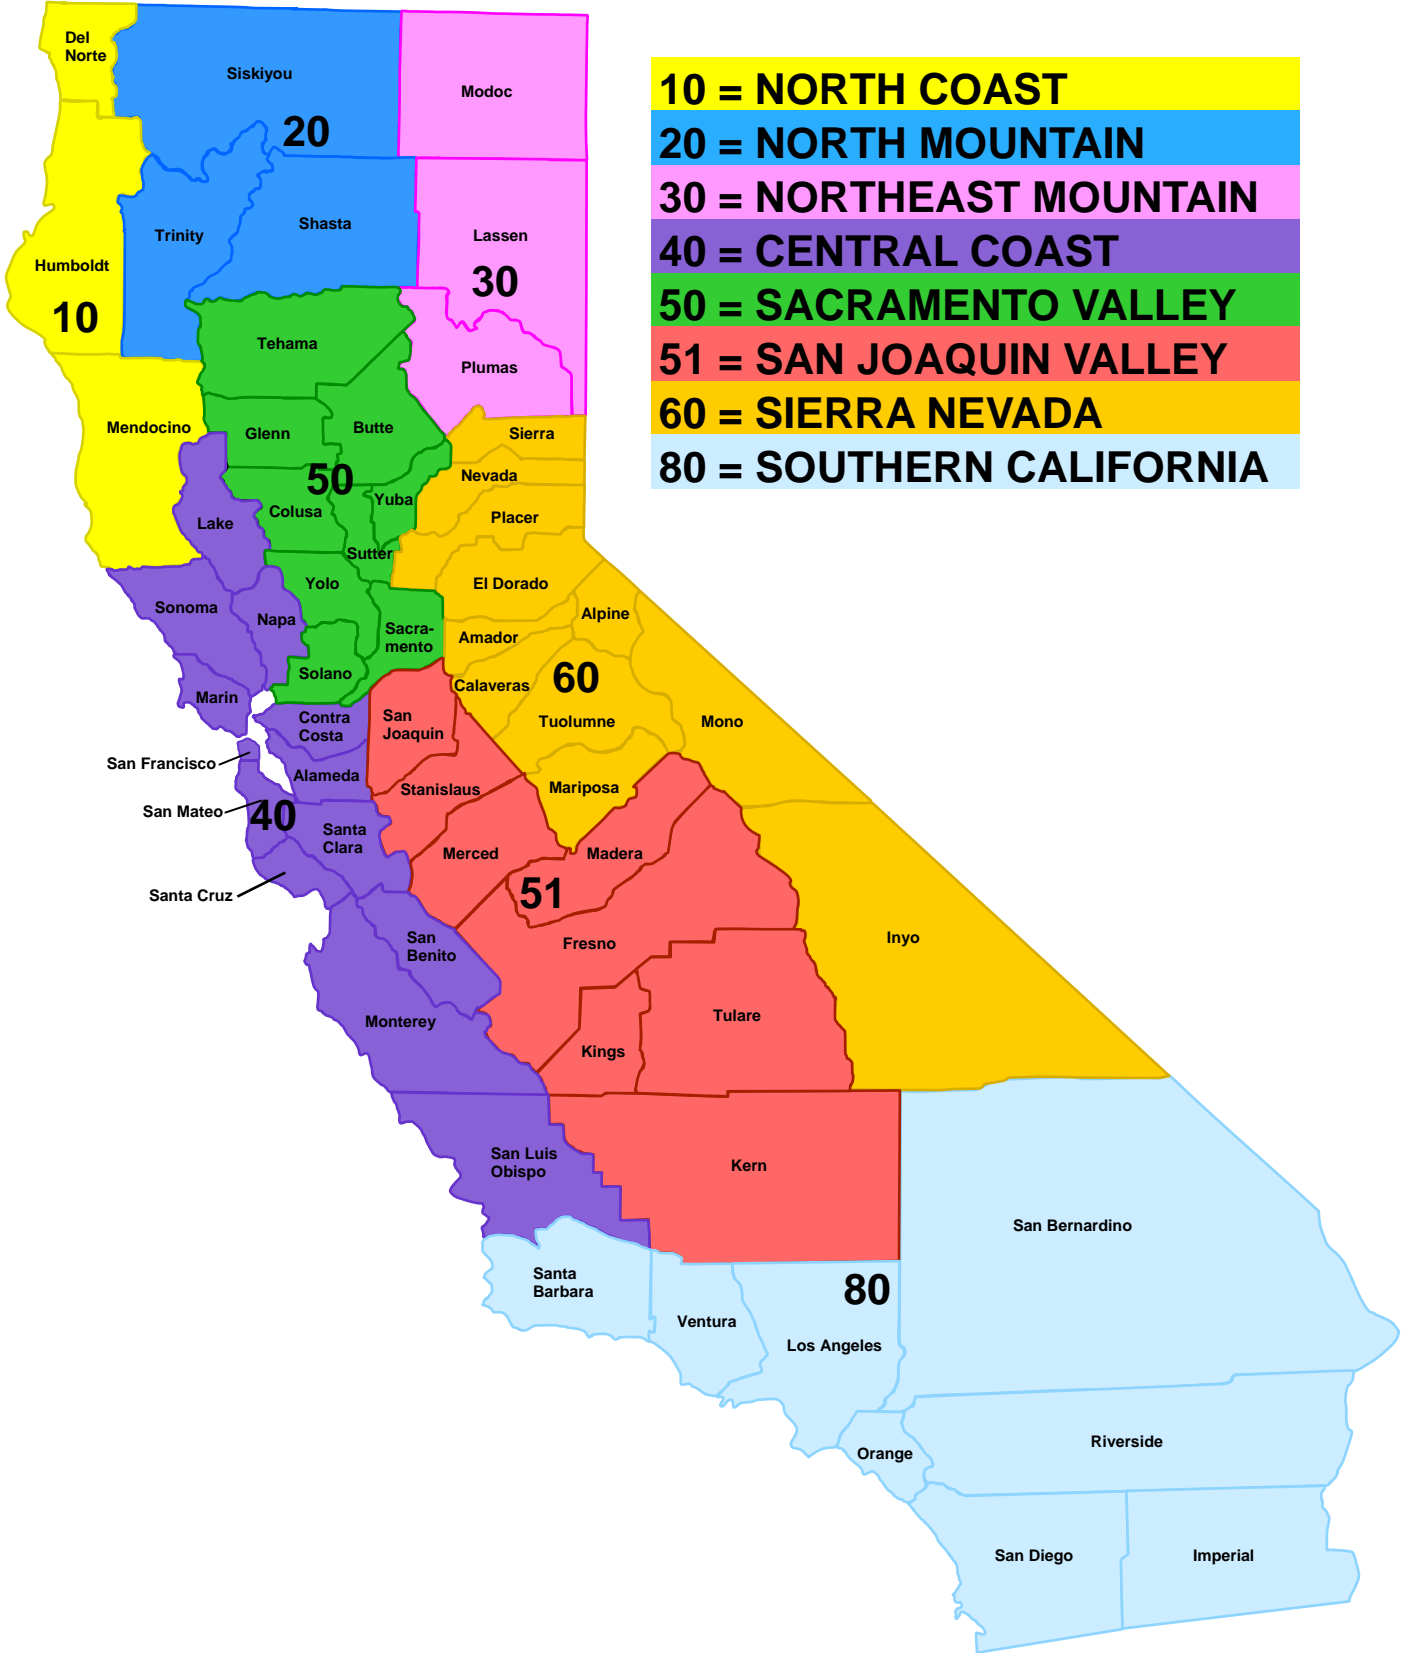 Del
Norte
Siskiyou
Modoc
20
Trinity
Shasta
Lassen
Humboldt
30
10
Tehama
Plumas
Mendocino
Glenn
Butte
Sierra
50
Nevada
Yuba
Colusa
Placer
Lake
Sutter
Yolo
El Dorado
Sonoma
Napa
Alpine
Sacra-
mento
Amador
Solano
Calaveras
60
Marin
Contra
Costa
San
Joaquin
Tuolumne
Mono
San Francisco
Alameda
Stanislaus
Mariposa
San Mateo
40
Santa
Clara
Merced
Madera
Santa Cruz
51
San
Benito
Fresno
Inyo
Monterey
Tulare
Kings
San Luis
Obispo
Kern
San Bernardino
Santa
Barbara
80
Ventura
Los Angeles
Orange
Riverside
San Diego
Imperial
10 = NORTH COAST
20 = NORTH MOUNTAIN
30 = NORTHEAST MOUNTAIN
40 = CENTRAL COAST
50 = SACRAMENTO VALLEY
51 = SAN JOAQUIN VALLEY
60 = SIERRA NEVADA
80 = SOUTHERN CALIFORNIA